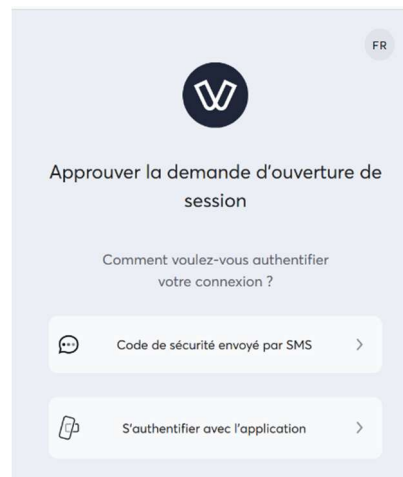 FR
Approuver la demande d'ouverture de
session
Comment voulez-vous authentifier
votre connexion ?
Code de sécurité envoyé par SMS
S'authentifier avec l'application